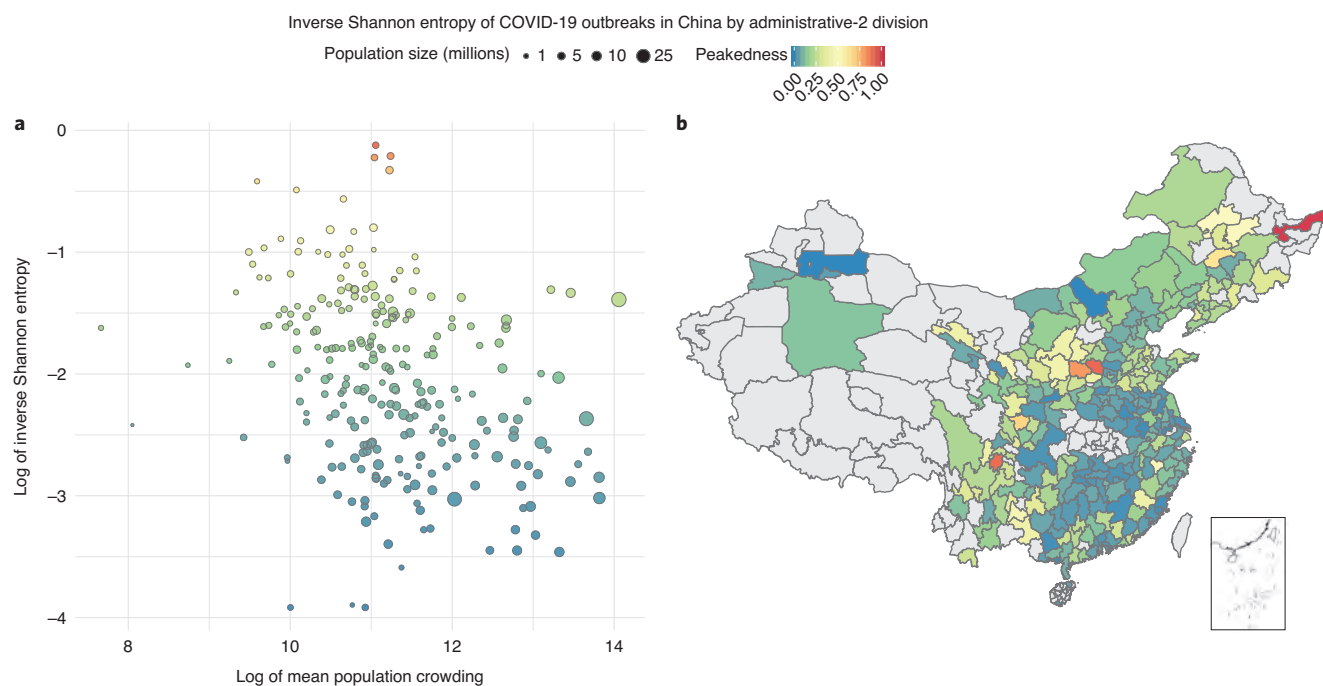 Inverse Shannon entropy of COVID-19 outbreaks in China by administrative-2 division
Population size (millions) 1 5 10 25 Peakedness
0.00 0.25 0.50 0.75 1.00
a
b
0
–1
–2
–3
–4
Log of inverse Shannon entropy
8 10 12 14
Log of mean population crowding